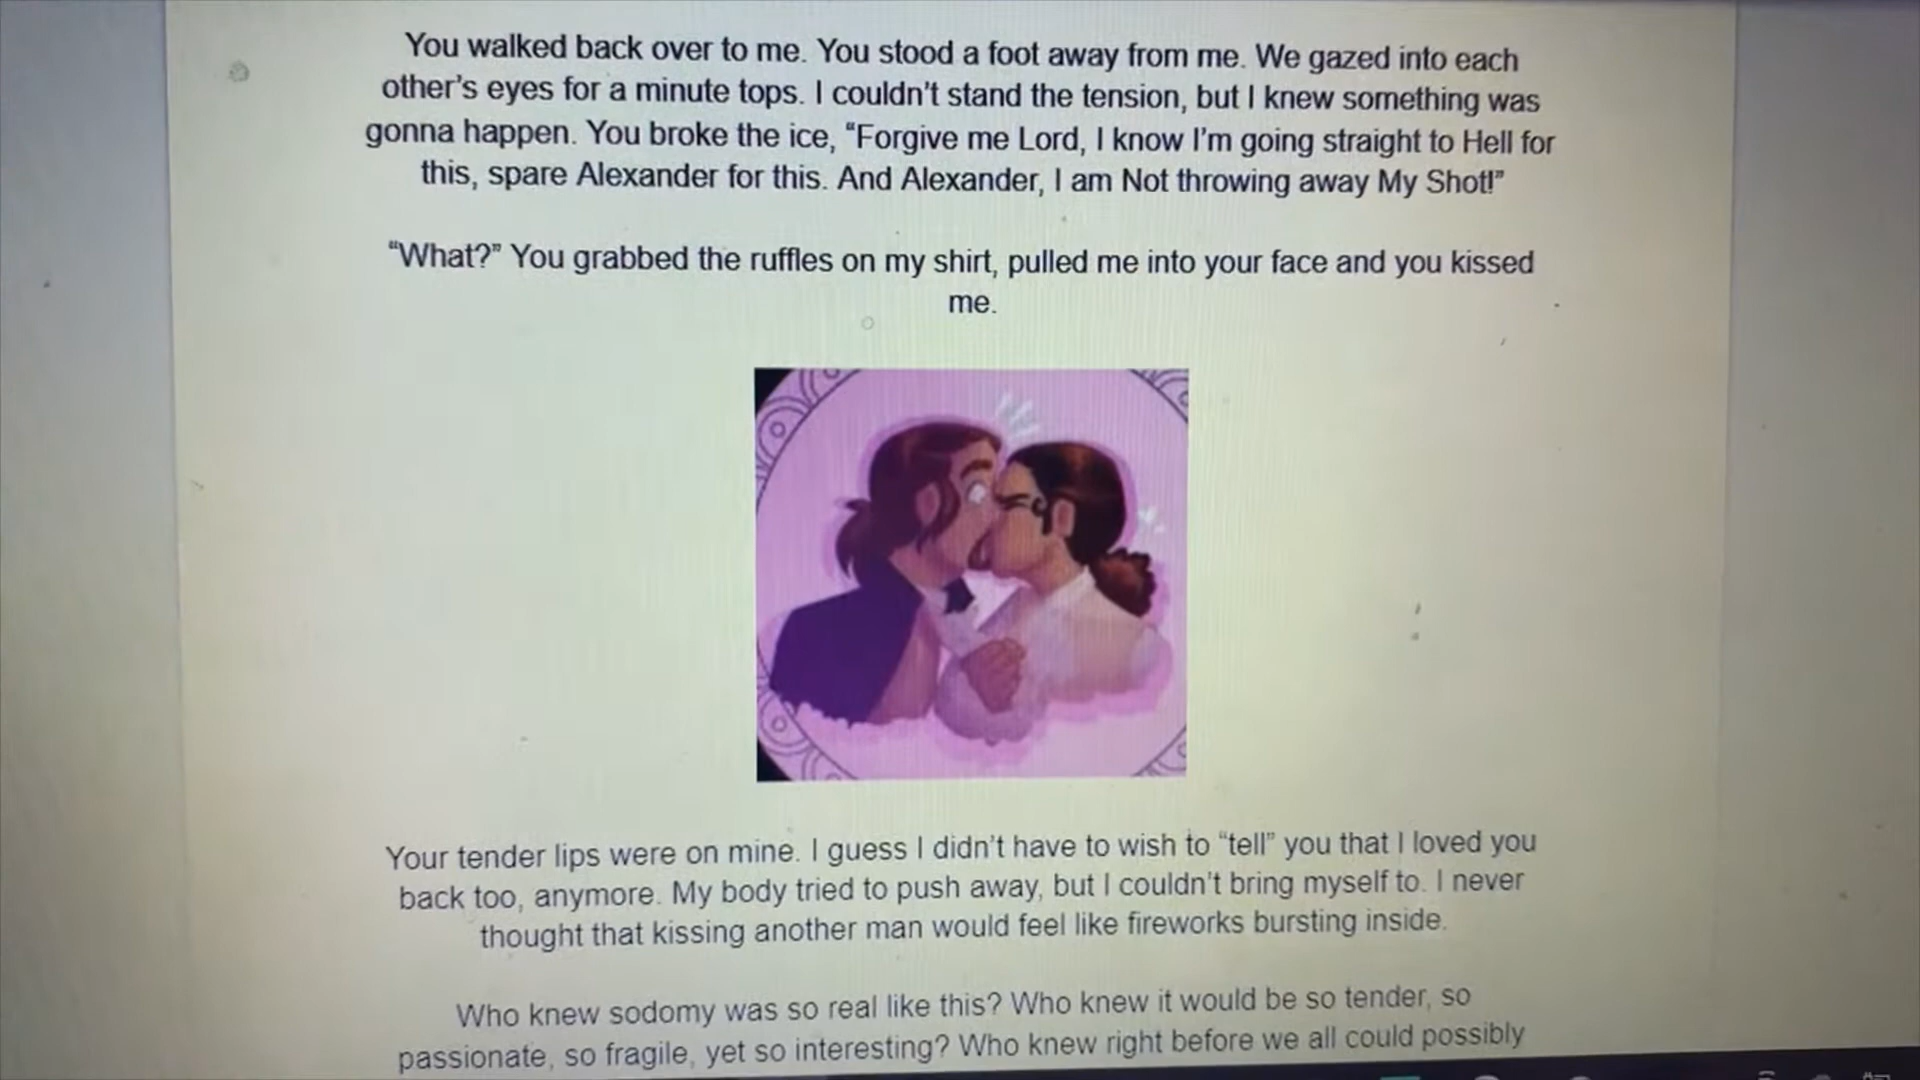 You walked back over to me. You stood a foot away from me. We gazed into each
other's eyes for a minute tops. I couldn't stand the tension, but I knew something was
gonna happen. You broke the ice, “Forgive me Lord, I know I'm going straight to Hell for
this, spare Alexander for this. And Alexander, I am Not throwing away My Shot!”
“What?” You grabbed the ruffles on my shirt, pulled me into your face and you kissed
me.
Your tender lips were on mine. I guess I didn't have to wish to “tell” you that I loved you
back too, anymore. My body tried to push away, but I couldn't bring myself to. I never
thought that kissing another man would feel like fireworks bursting inside.
Who knew sodomy was so real like this? Who knew it would be so tender, so
passionate, so fragile, yet so interesting? Who knew right before we all could possibly